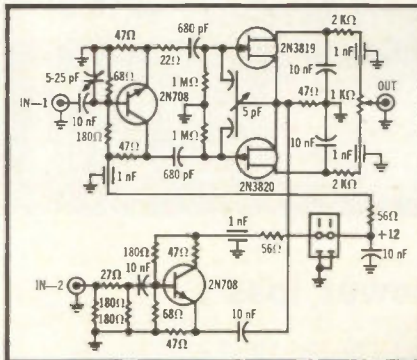 47Ω
680 pF
2N3819
2 KΩ
5-25 pF
68Ω
22Ω
1 nF
2N708
1 MΩ
10 nF
IN-1
5 pF
47Ω
1 KΩ
OUT
10 nF
180Ω
47Ω
1 MΩ
10 nF
1 nF
1 nF
680 pF
2N3820
2 KΩ
56Ω
1 nF
+12
180Ω
47Ω
56Ω
10 nF
27Ω
10 nF
IN-2
2N708
180Ω
180Ω
68Ω
10 nF
47Ω